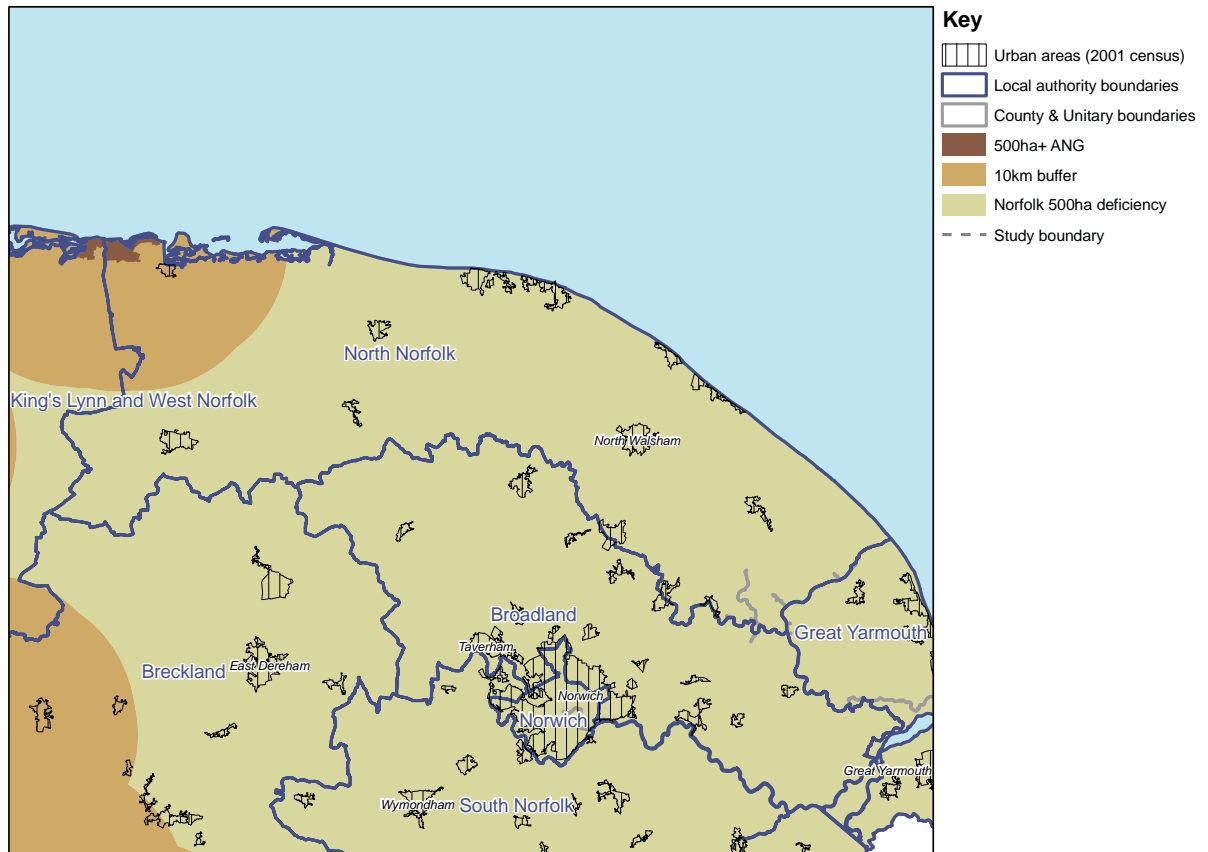 Key
Urban areas (2001 census)
Local authority boundaries
County & Unitary boundaries
500ha+ ANG
10km buffer
Norfolk 500ha deficiency
Study boundary
North Norfolk
King's Lynn and West Norfolk
North Walsham
Broadland
Great Yarmouth
Taverham
East Dereham
Breckland
Norwich
Norwich
Great Yarmouth
Wymondham
South Norfolk